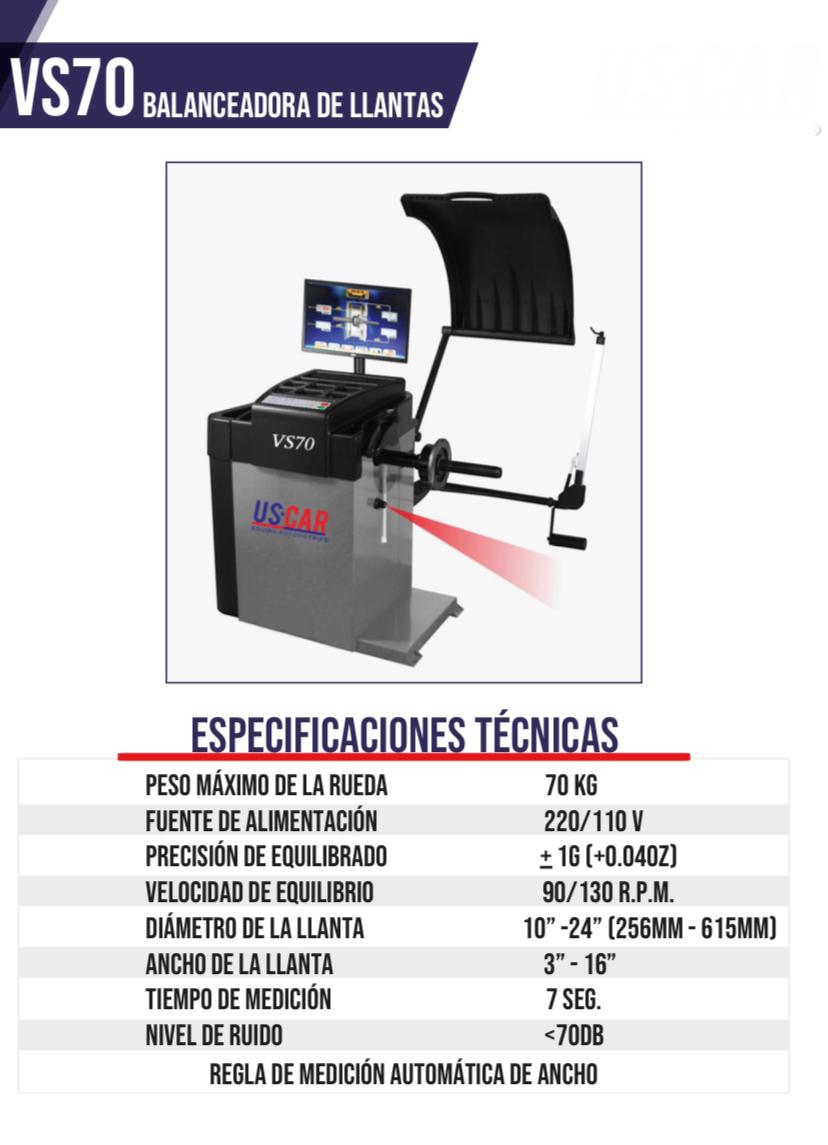 VS70 BALANCEADORA DE LLANTAS
VS70
US·CAR
EQUIPO AUTOMOTRIZ
ESPECIFICACIONES TÉCNICAS
PESO MÁXIMO DE LA RUEDA 70 KG
FUENTE DE ALIMENTACIÓN 220/110 V
PRECISIÓN DE EQUILIBRADO ± 1G (+0.04OZ)
VELOCIDAD DE EQUILIBRIO 90/130 R.P.M.
DIÁMETRO DE LA LLANTA 10” -24” (256MM - 615MM)
ANCHO DE LA LLANTA 3” - 16”
TIEMPO DE MEDICIÓN 7 SEG.
NIVEL DE RUIDO <70DB
REGLA DE MEDICIÓN AUTOMÁTICA DE ANCHO